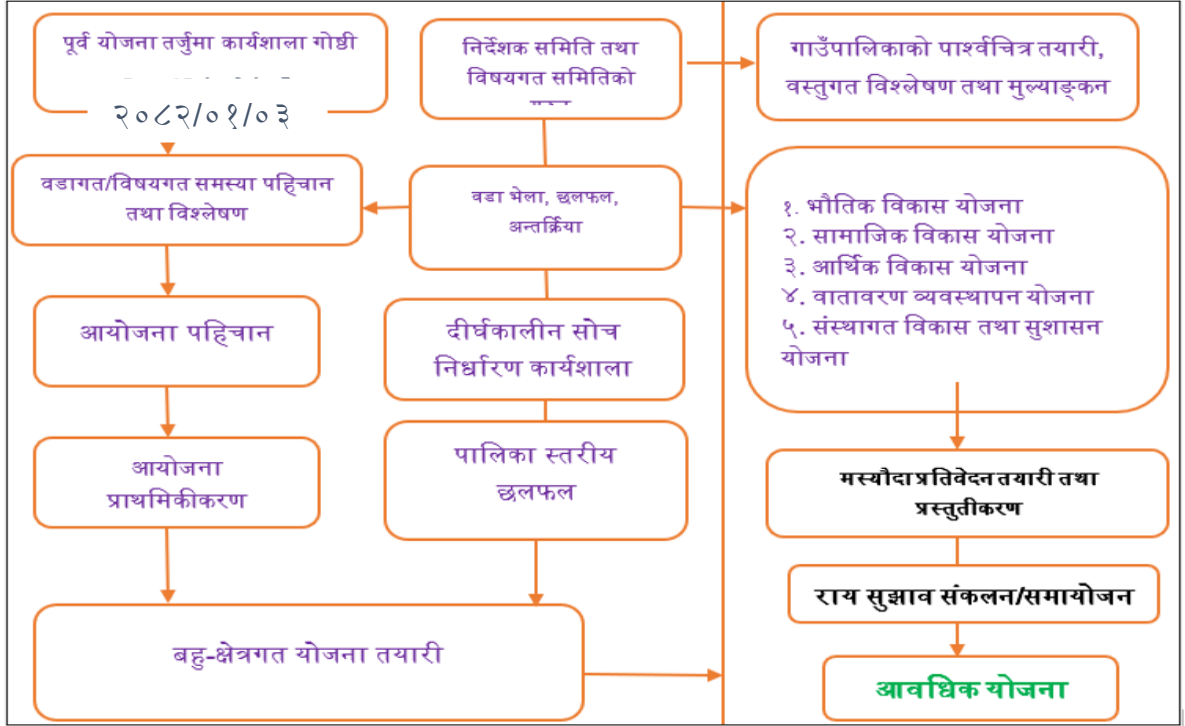 पूर्व योजना तर्जुमा कार्यशाला गोष्ठी
२०८२/०१/०३
निर्देशक समिति तथा
विषयगत समितिको
गाउँपालिकाको पार्श्वचित्र तयारी,
वस्तुगत विश्लेषण तथा मुल्याङ्कन
वडागत/विषयगत समस्या पहिचान
तथा विश्लेषण
वडा भेला, छलफल,
अन्तर्क्रिया
१. भौतिक विकास योजना
२. सामाजिक विकास योजना
३. आर्थिक विकास योजना
४. वातावरण व्यवस्थापन योजना
५. संस्थागत विकास तथा सुशासन
योजना
आयोजना पहिचान
दीर्घकालीन सोच
निर्धारण कार्यशाला
आयोजना
प्राथमिकीकरण
पालिका स्तरीय
छलफल
मस्यौदा प्रतिवेदन तयारी तथा
प्रस्तुतीकरण
राय सुझाव संकलन/समायोजन
बहु-क्षेत्रगत योजना तयारी
आवधिक योजना